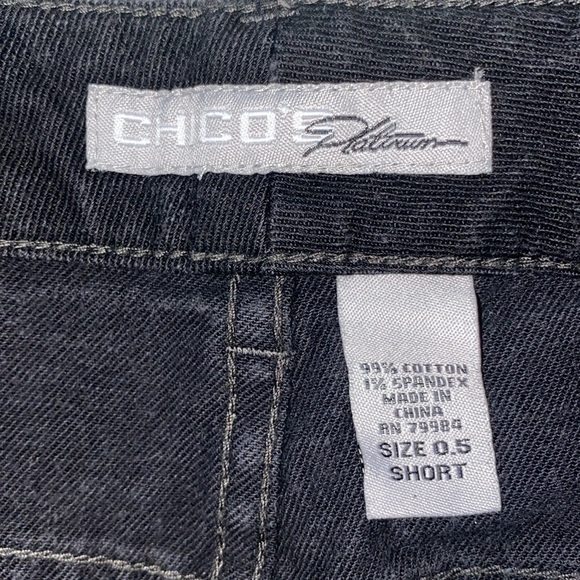 CHICO'S Platinum
99% COTTON
1% SPANDEX
MADE IN
CHINA
RN 79984
SIZE 0.5
SHORT